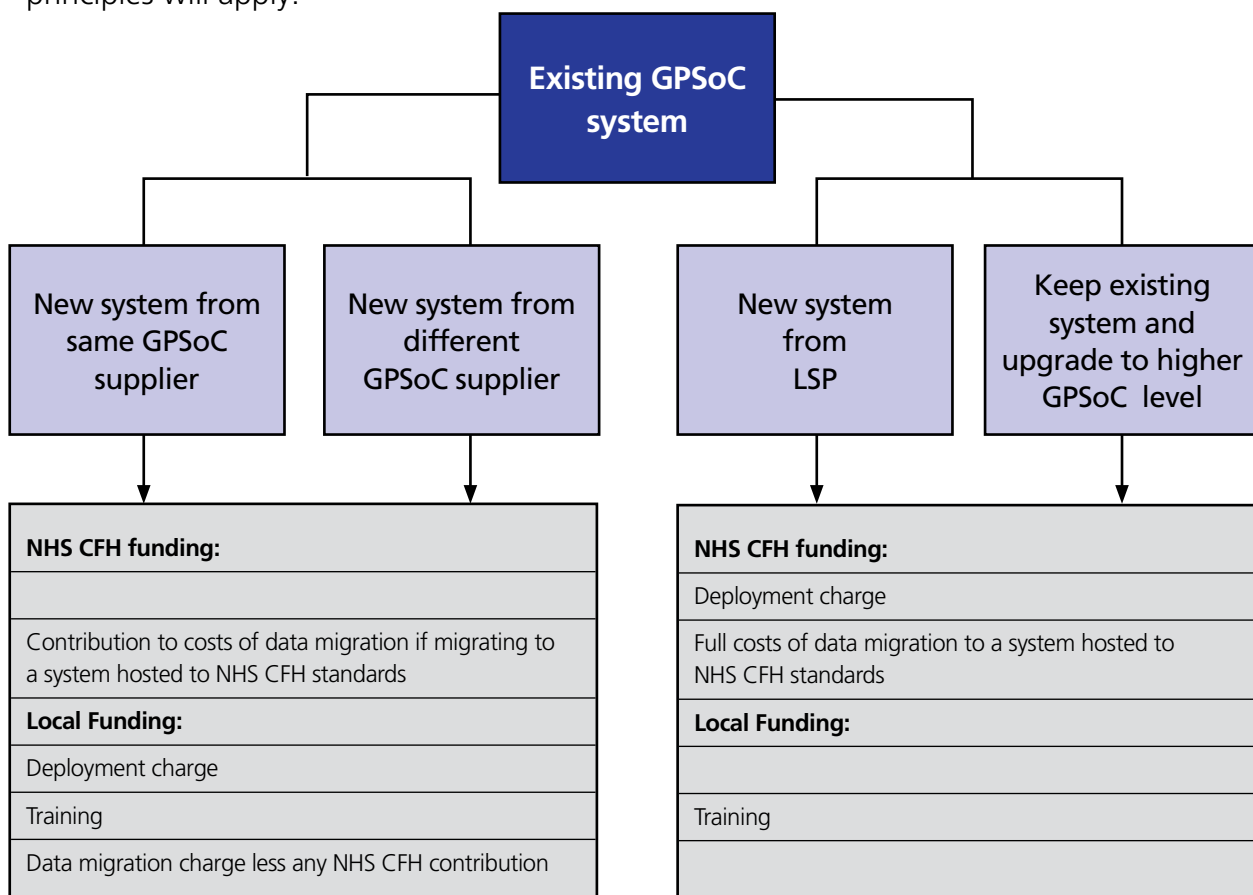 principles will apply:
Existing GPSoC
system
New system from
same GPSoC
supplier
New system from
different
GPSoC supplier
New system
from
LSP
Keep existing
system and
upgrade to higher
GPSoC level
NHS CFH funding:
Contribution to costs of data migration if migrating to
a system hosted to NHS CFH standards
Local Funding:
Deployment charge
Training
Data migration charge less any NHS CFH contribution
NHS CFH funding:
Deployment charge
Full costs of data migration to a system hosted to
NHS CFH standards
Local Funding:
Training